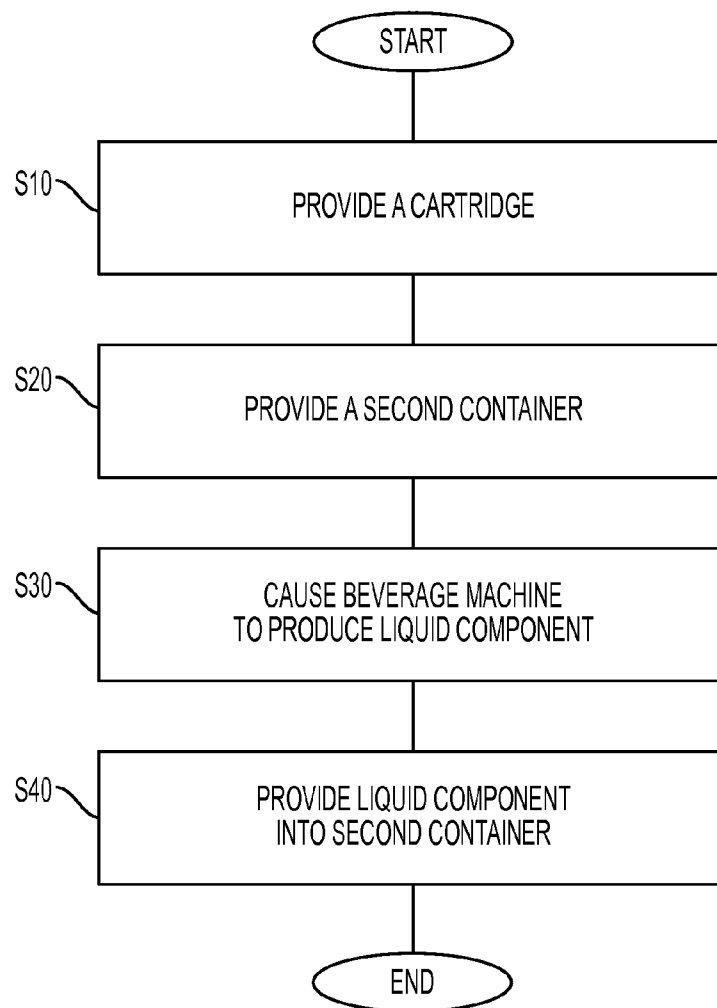 START
S10
PROVIDE A CARTRIDGE
S20
PROVIDE A SECOND CONTAINER
S30
CAUSE BEVERAGE MACHINE
TO PRODUCE LIQUID COMPONENT
S40
PROVIDE LIQUID COMPONENT
INTO SECOND CONTAINER
END